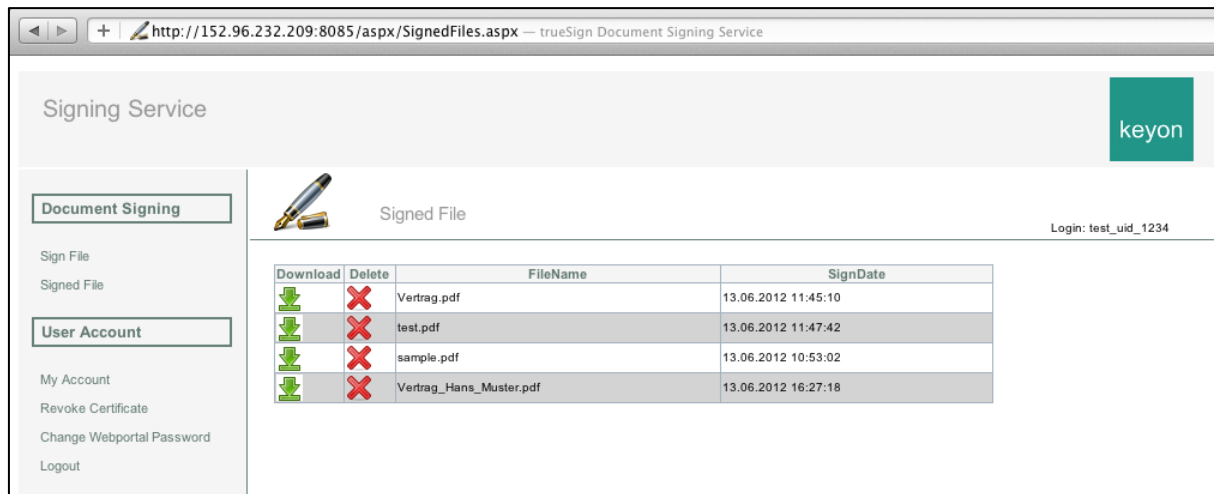 http://152.96.232.209:8085/aspx/SignedFiles.aspx — trueSign Document Signing Service
Signing Service
keyon
Document Signing
Sign File
Signed File
User Account
My Account
Revoke Certificate
Change Webportal Password
Logout
Signed File
Login: test_uid_1234
Download Delete FileName SignDate
Vertrag.pdf 13.06.2012 11:45:10
test.pdf 13.06.2012 11:47:42
sample.pdf 13.06.2012 10:53:02
Vertrag_Hans_Muster.pdf 13.06.2012 16:27:18